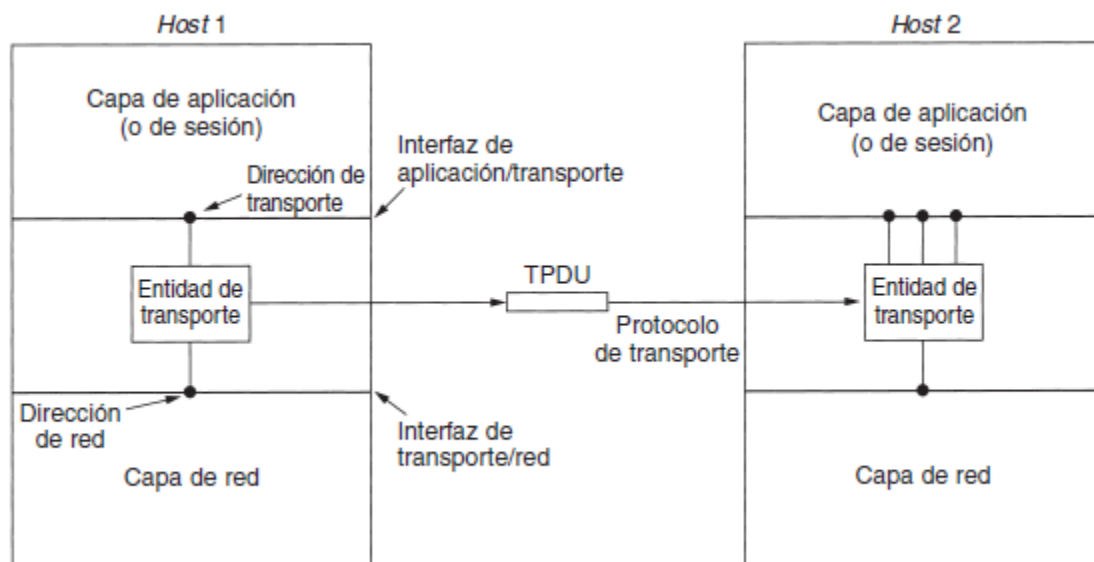 Host 1
Host 2
Capa de aplicación
(o de sesión)
Capa de aplicación
(o de sesión)
Interfaz de
aplicación/transporte
Dirección de
transporte
TPDU
Entidad de
transporte
Entidad de
transporte
Protocolo
de transporte
Dirección
de red
Interfaz de
transporte/red
Capa de red
Capa de red